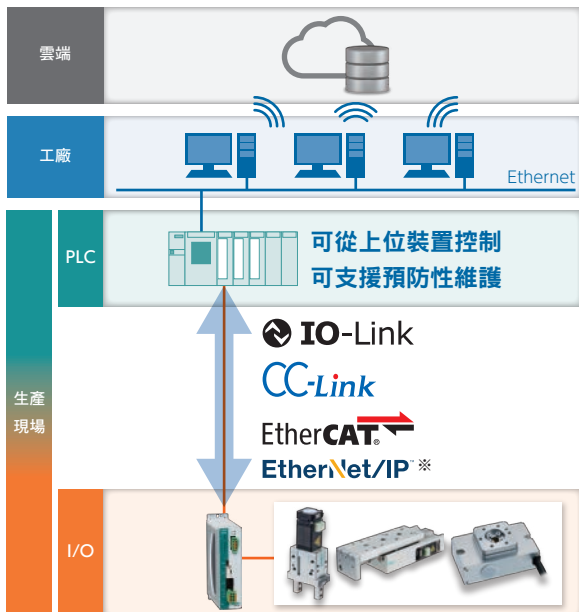 雲端
工廠
Ethernet
PLC
可從上位裝置控制
可支援預防性維護
IO-Link
CC-Link
EtherCAT®
EtherNet/IP™ ※
生產
現場
I/O